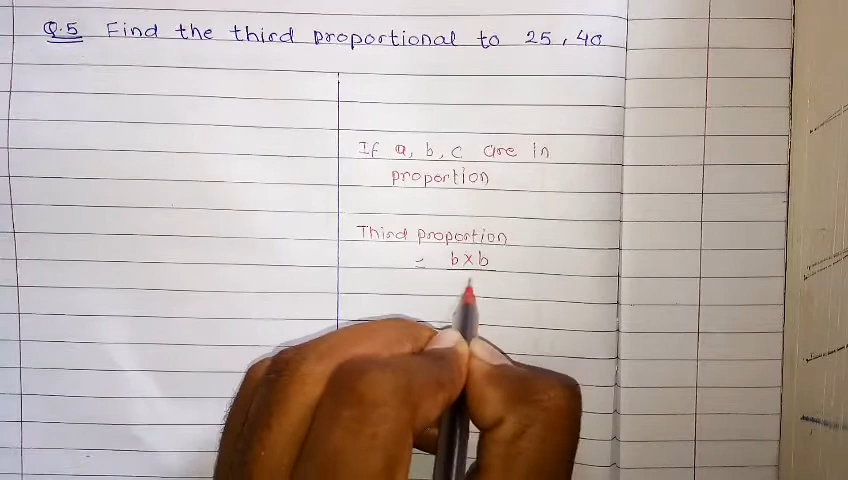 Q.5 Find the third proportional to 25, 40
If a, b, c are in
proportion
Third proportion
= b×b